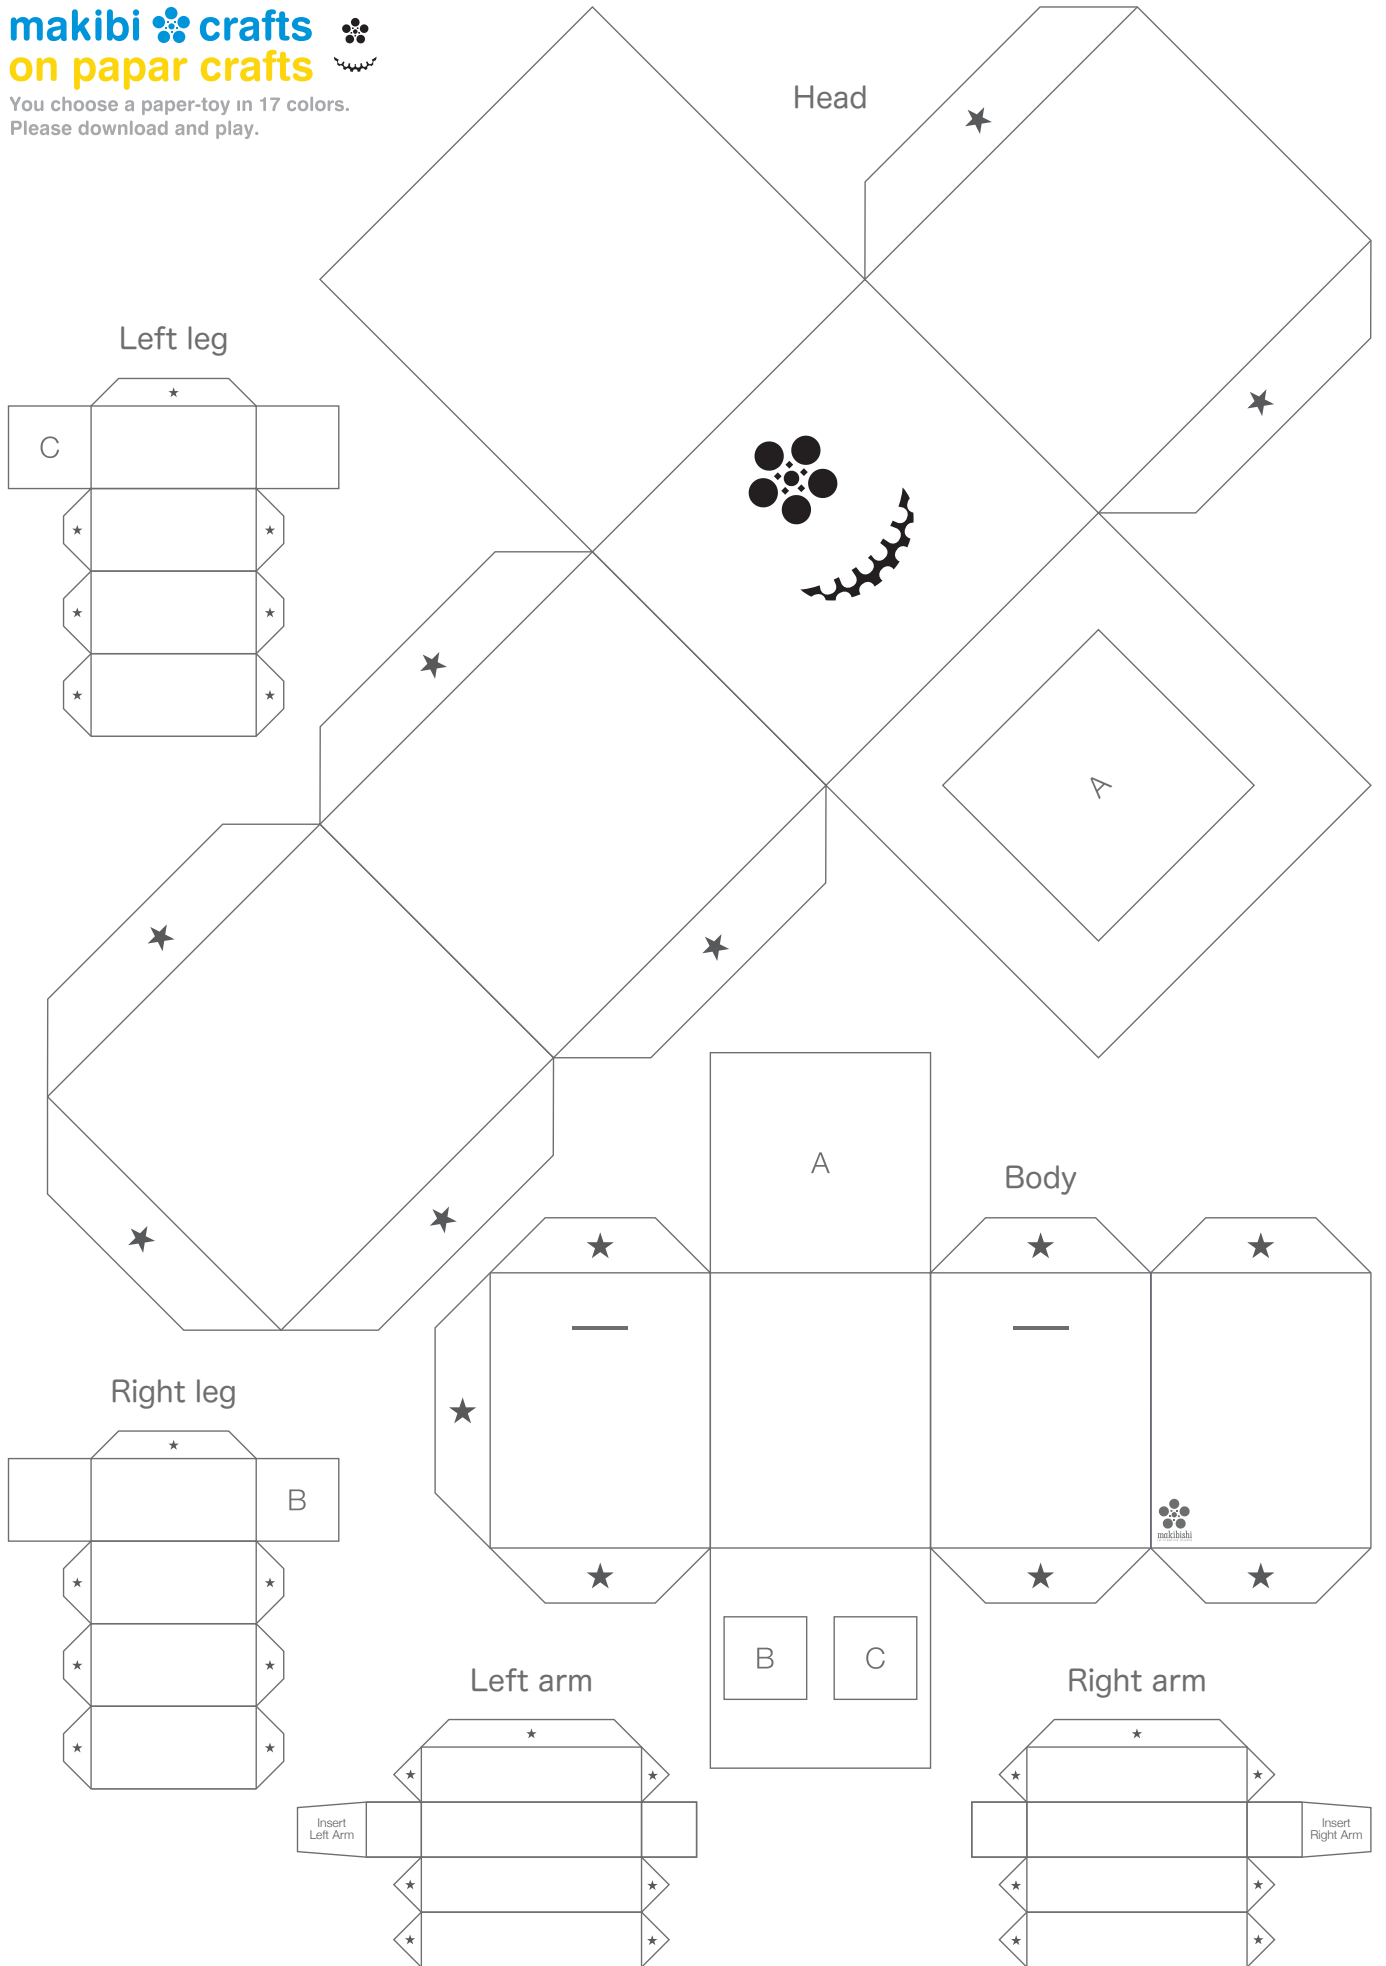 makibi crafts
on papar crafts
You choose a paper-toy in 17 colors.
Please download and play.
Head
Left leg
C
A
A
Body
Right leg
B
makibishi
B
C
Left arm
Right arm
Insert
Left Arm
Insert
Right Arm